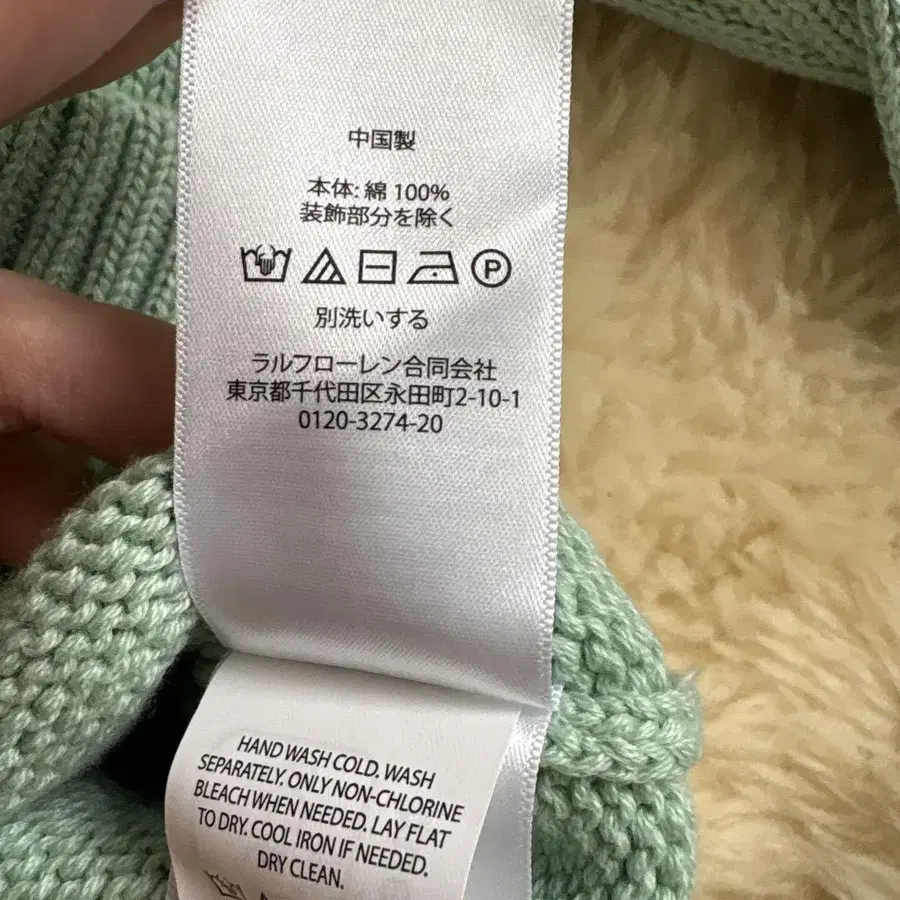 中国製
本体: 綿 100%
装飾部分を除く
P
別洗いする
ラルフローレン合同会社
東京都千代田区永田町2-10-1
0120-3274-20
HAND WASH COLD. WASH
SEPARATELY. ONLY NON-CHLORINE
BLEACH WHEN NEEDED. LAY FLAT
TO DRY. COOL IRON IF NEEDED.
DRY CLEAN.